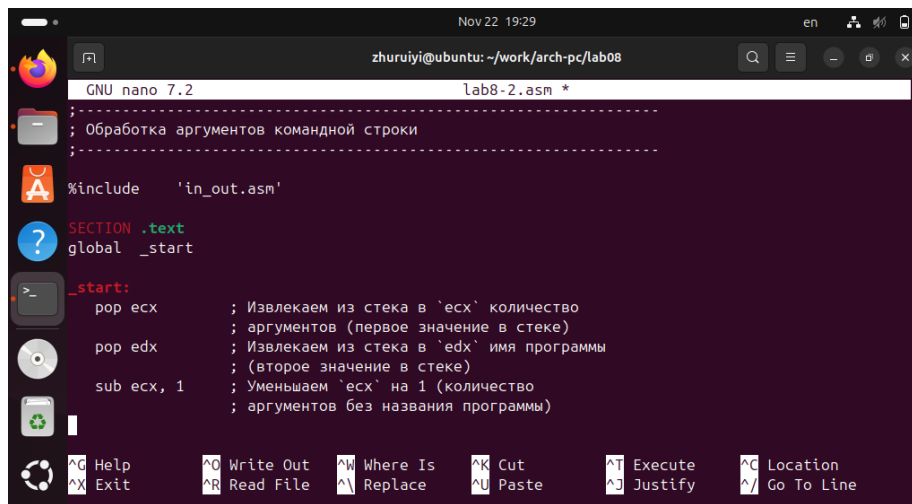 Nov 22 19:29
en
zhuruiyi@ubuntu: ~/work/arch-pc/lab08
GNU nano 7.2 lab8-2.asm *
;-----------------------------------------------------------------
; Обработка аргументов командной строки
;-----------------------------------------------------------------
%include 'in_out.asm'
SECTION .text
global _start
_start:
pop ecx ; Извлекаем из стека в `ecx` количество
; аргументов (первое значение в стеке)
pop edx ; Извлекаем из стека в `edx` имя программы
; (второе значение в стеке)
sub ecx, 1 ; Уменьшаем `ecx` на 1 (количество
; аргументов без названия программы)
^G Help ^O Write Out ^W Where Is ^K Cut ^T Execute ^C Location
^X Exit ^R Read File ^\ Replace ^U Paste ^J Justify ^/ Go To Line